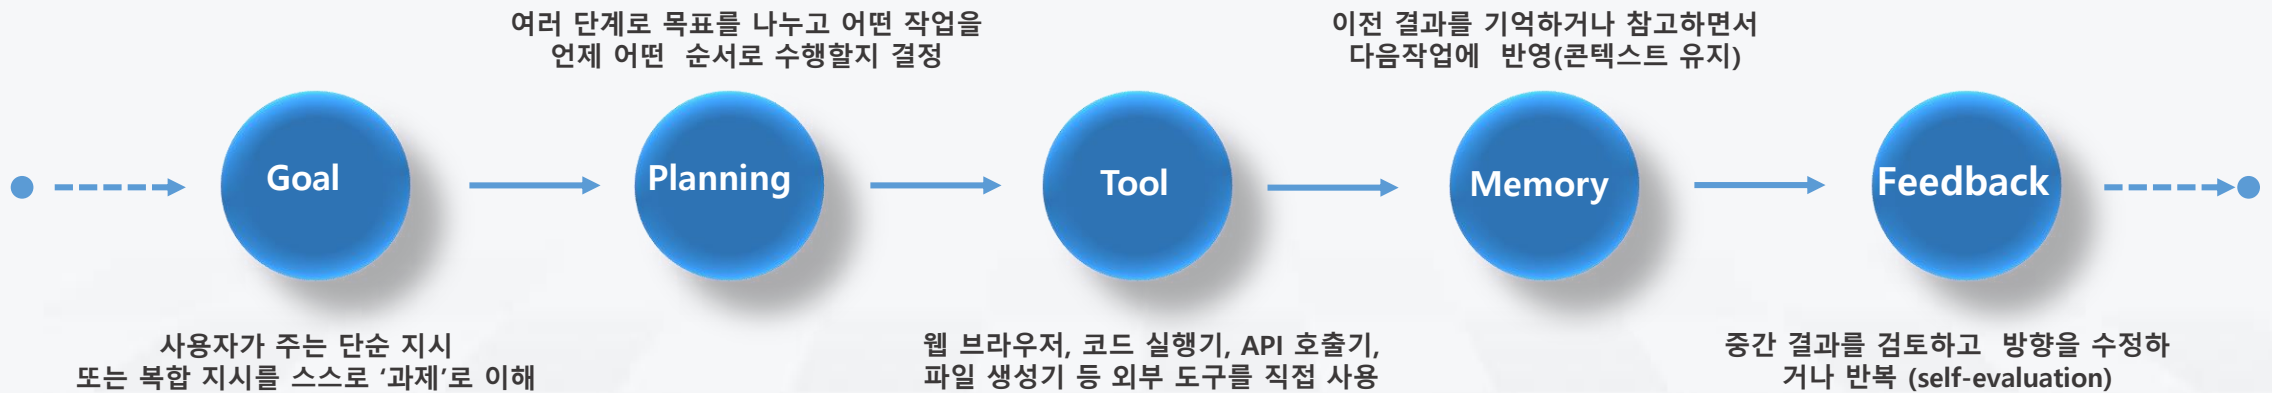 여러 단계로 목표를 나누고 어떤 작업을
언제 어떤 순서로 수행할지 결정
이전 결과를 기억하거나 참고하면서
다음작업에 반영(콘텍스트 유지)
Goal
Planning
Tool
Memory
Feedback
사용자가 주는 단순 지시
또는 복합 지시를 스스로 ‘과제’로 이해
웹 브라우저, 코드 실행기, API 호출기,
파일 생성기 등 외부 도구를 직접 사용
중간 결과를 검토하고 방향을 수정하
거나 반복 (self-evaluation)